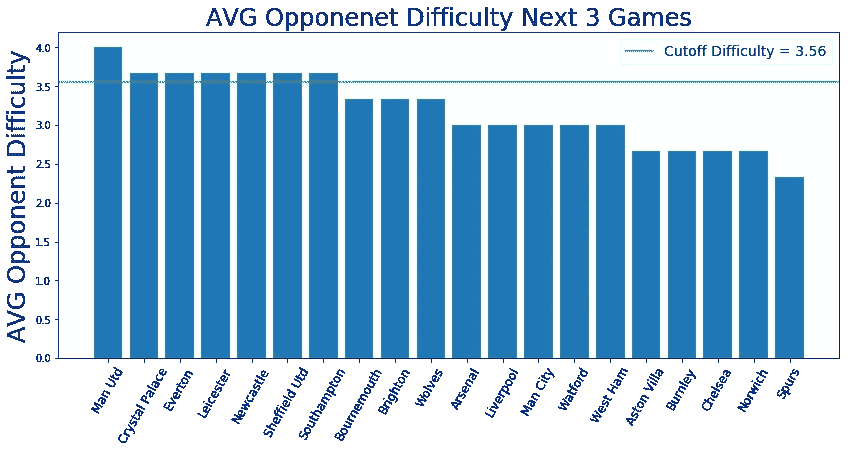 AVG Opponenet Difficulty Next 3 Games
Cutoff Difficulty = 3.56
AVG Opponent Difficulty
4.0
3.5
3.0
2.5
2.0
1.5
1.0
0.5
0.0
Man Utd
Crystal Palace
Everton
Leicester
Newcastle
Sheffield Utd
Southampton
Bournemouth
Brighton
Wolves
Arsenal
Liverpool
Man City
Watford
West Ham
Aston Villa
Burnley
Chelsea
Norwich
Spurs